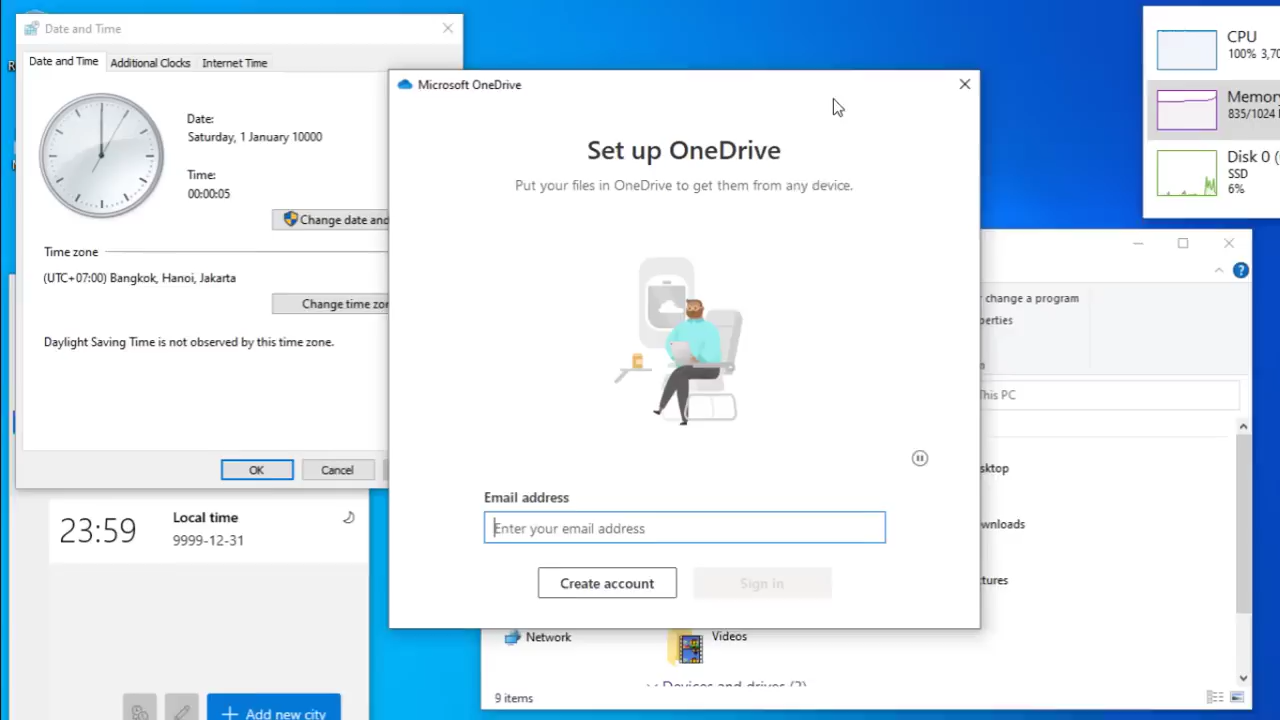 Date and Time
Date and Time
Additional Clocks
Internet Time
Date:
Saturday, 1 January 10000
Time:
00:00:05
Change date and
Time zone
(UTC+07:00) Bangkok, Hanoi, Jakarta
Change time zo
Daylight Saving Time is not observed by this time zone.
OK
Cancel
23:59
Local time
9999-12-31
Add new city
Microsoft OneDrive
Set up OneDrive
Put your files in OneDrive to get them from any device.
Email address
Enter your email address
Create account
Sign in
CPU
100% 3,70
Memory
835/1024
Disk 0 (
SSD
6%
r change a program
perties
This PC
sktop
wnloads
tures
Network
Videos
Devices and drives (2)
9 items